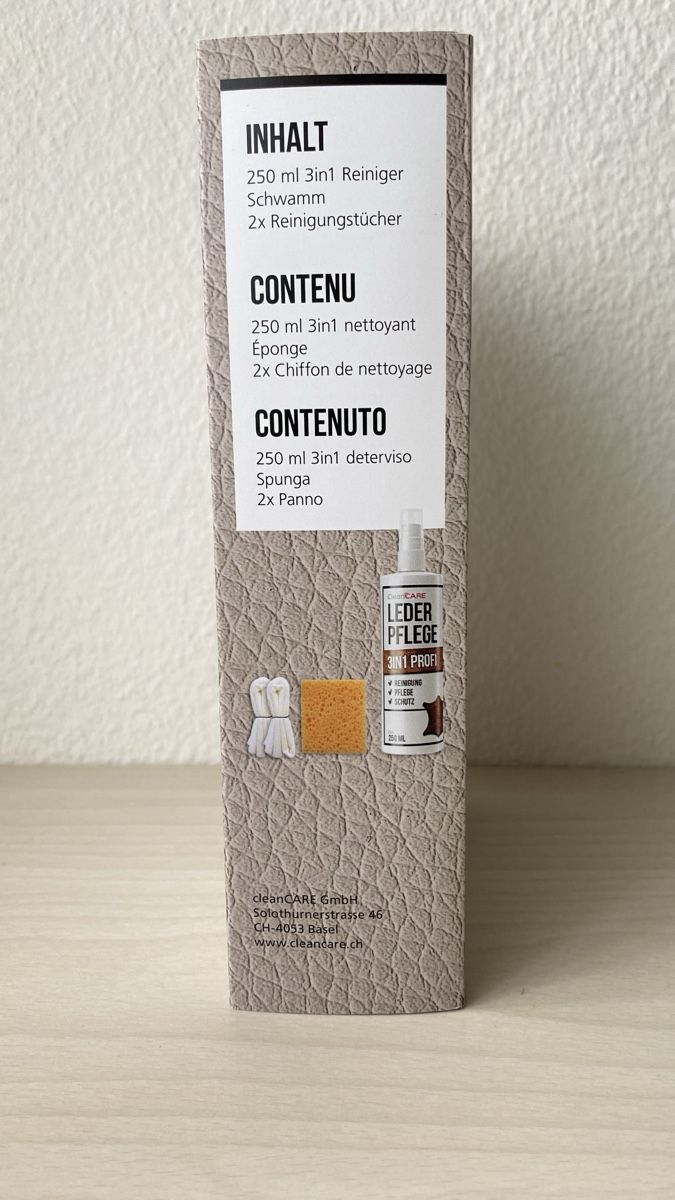 INHALT
250 ml 3in1 Reiniger
Schwamm
2x Reinigungstücher
CONTENU
250 ml 3in1 nettoyant
Éponge
2x Chiffon de nettoyage
CONTENUTO
250 ml 3in1 deterviso
Spunga
2x Panno
CleanCARE
LEDER
PFLEGE
3IN1 PROFI
REINIGUNG
PFLEGE
SCHUTZ
250 ML
cleanCARE GmbH
Solothurnerstrasse 46
CH-4053 Basel
www.cleancare.ch